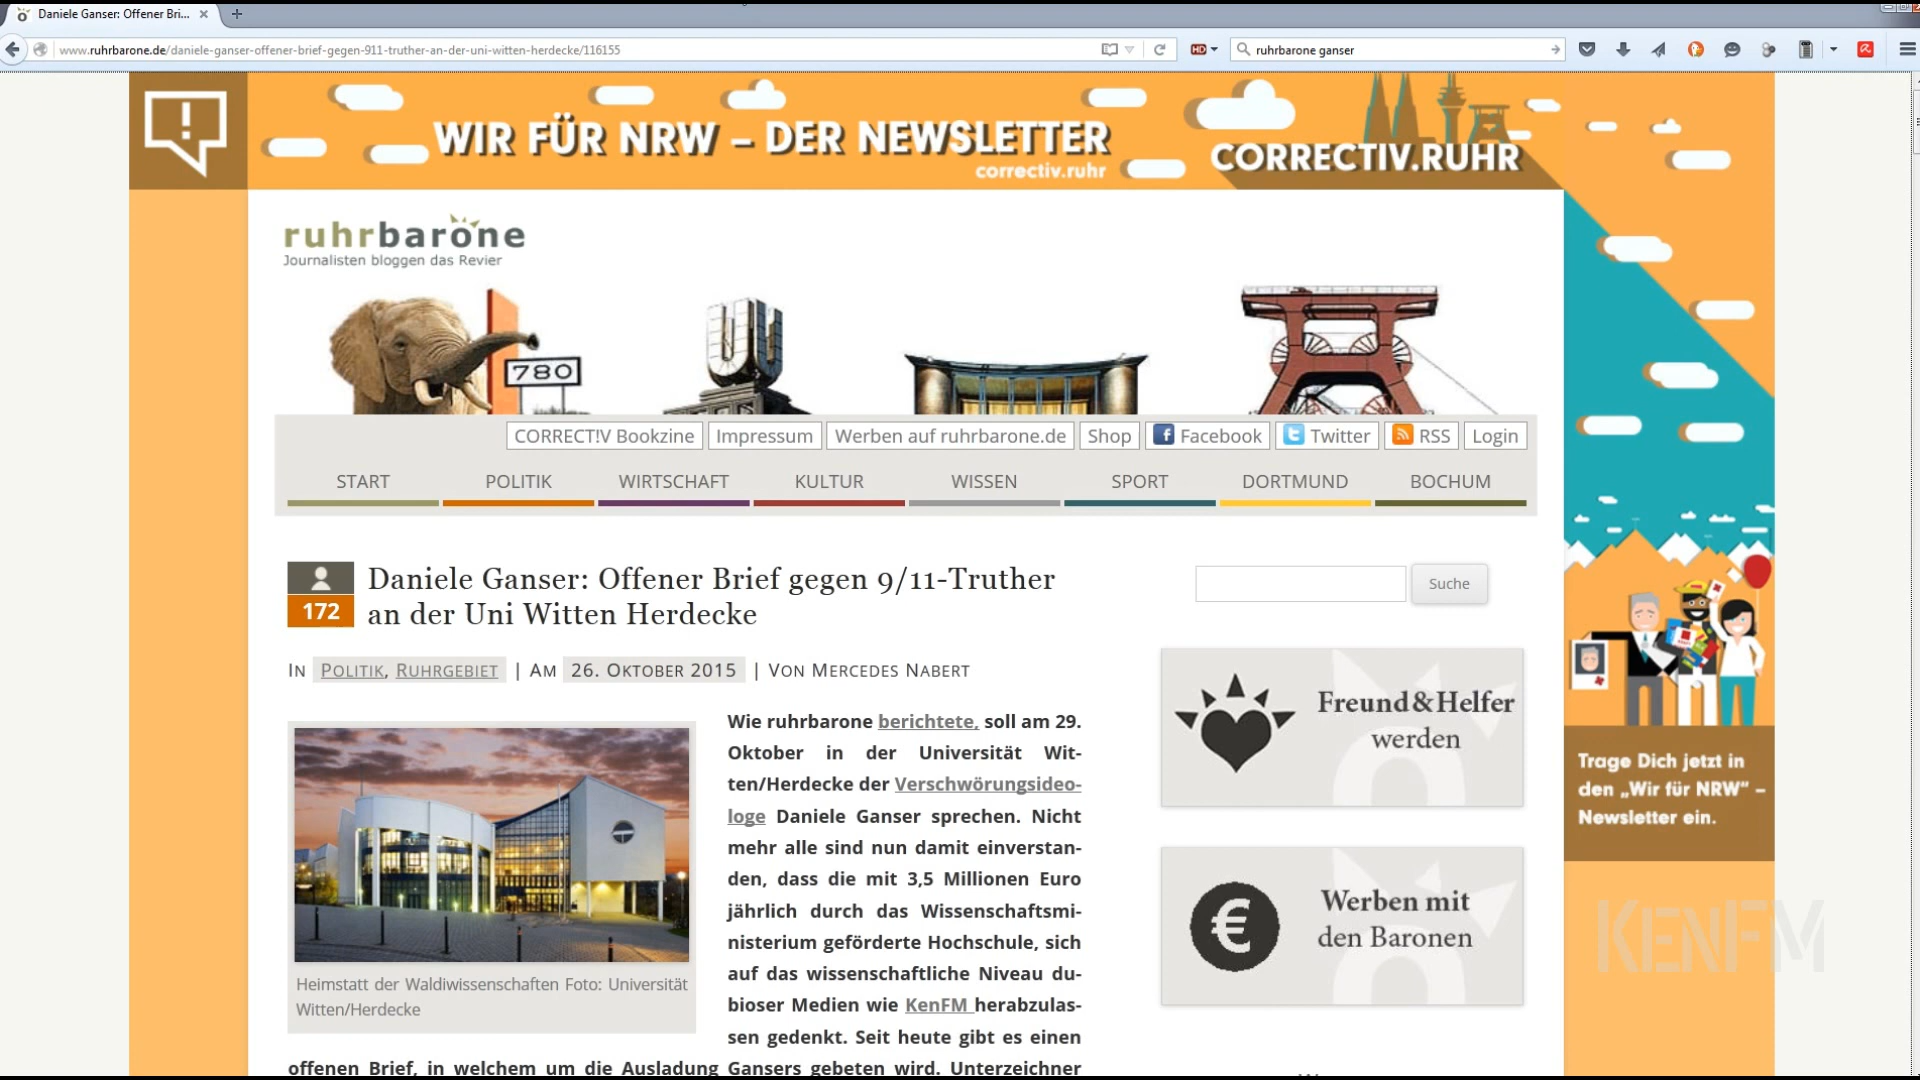 Daniele Ganser: Offener Bri...
www.ruhrbarone.de/daniele-ganser-offener-brief-gegen-911-truther-an-der-uni-witten-herdecke/116155
HD
ruhrbarone ganser
WIR FÜR NRW – DER NEWSLETTER
correctiv.ruhr
CORRECTIV.RUHR
ruhrbarone
Journalisten bloggen das Revier
780
U
CORRECT!V Bookzine
Impressum
Werben auf ruhrbarone.de
Shop
Facebook
Twitter
RSS
Login
START
POLITIK
WIRTSCHAFT
KULTUR
WISSEN
SPORT
DORTMUND
BOCHUM
172
Daniele Ganser: Offener Brief gegen 9/11-Truther
an der Uni Witten Herdecke
IN POLITIK, RUHRGEBIET | AM 26. OKTOBER 2015 | VON MERCEDES NABERT
Heimstatt der Waldiwissenschaften Foto: Universität
Witten/Herdecke
Wie ruhrbarone berichtete, soll am 29.
Oktober in der Universität Wit-
ten/Herdecke der Verschwörungsideo-
loge Daniele Ganser sprechen. Nicht
mehr alle sind nun damit einverstan-
den, dass die mit 3,5 Millionen Euro
jährlich durch das Wissenschaftsmi-
nisterium geförderte Hochschule, sich
auf das wissenschaftliche Niveau du-
bioser Medien wie KenFM herabzulas-
sen gedenkt. Seit heute gibt es einen
offenen Brief, in welchem um die Ausladung Gansers gebeten wird. Unterzeichner
Suche
Freund&Helfer
werden
€
Werben mit
den Baronen
Trage Dich jetzt in
den „Wir für NRW" –
Newsletter ein.
KENFM